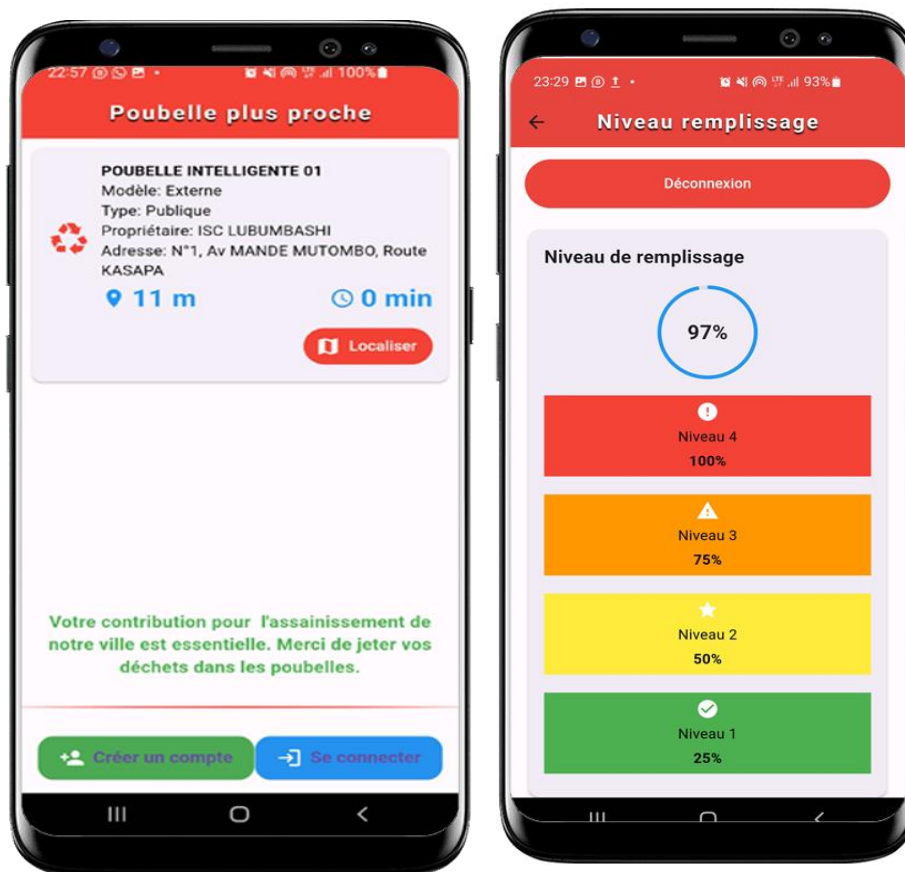 22:57
100%
Poubelle plus proche
POUBELLE INTELLIGENTE 01
Modèle: Externe
Type: Publique
Propriétaire: ISC LUBUMBASHI
Adresse: N°1, Av MANDE MUTOMBO, Route
KASAPA
11 m
0 min
Localiser
Votre contribution pour l'assainissement de
notre ville est essentielle. Merci de jeter vos
déchets dans les poubelles.
Créer un compte
Se connecter
23:29
93%
Niveau remplissage
Déconnexion
Niveau de remplissage
97%
Niveau 4
100%
Niveau 3
75%
Niveau 2
50%
Niveau 1
25%